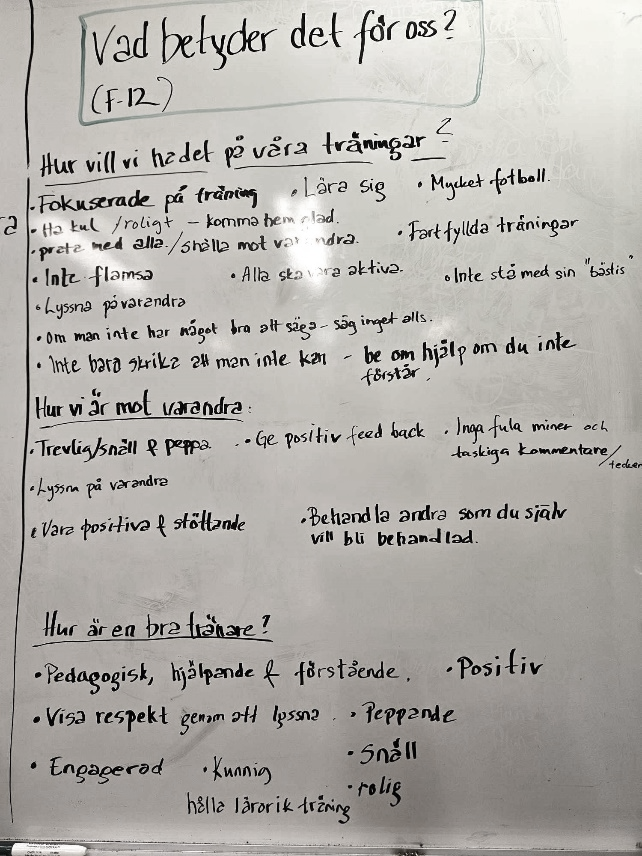 Vad betyder det för oss?
(F-12)
Hur vill vi ha det på våra träningar?
• Fokuserade på träning • Lära sig • Mycket fotboll.
• Ha kul /roligt - komma hem glad.
• prata med alla./snälla mot varandra. • Fartfyllda träningar
• Inte flamsa • Alla ska vara aktiva. • Inte stå med sin "bästis"
• Lyssna på varandra
• Om man inte har något bra att säga - säg inget alls.
• Inte bara skrika att man inte kan - be om hjälp om du inte
förstår.
Hur vi är mot varandra:
• Trevlig/snäll & peppa. • Ge positiv feed back • Inga fula miner och
taskiga kommentare/
• Lyssna på varandra
• Vara positiva & stöttande • Behandla andra som du själv
vill bli behandlad.
Hur är en bra tränare?
• Pedagogisk, hjälpande & förstående. • Positiv
• Visa respekt genom att lyssna. • Peppande
• Snäll
• Engagerad • Kunnig
• rolig
hålla lärorik träning